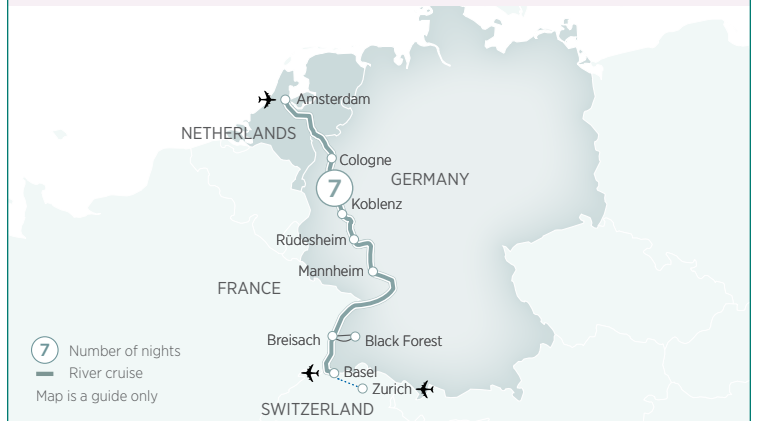 Amsterdam
NETHERLANDS
Cologne
GERMANY
7
Koblenz
Rüdesheim
Mannheim
FRANCE
Breisach
Black Forest
7 Number of nights
River cruise
Map is a guide only
Basel
Zurich
SWITZERLAND